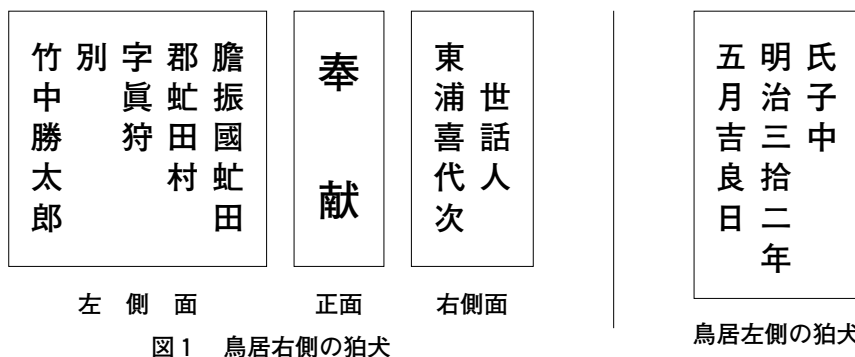 膽振國虻田
郡虻田村
字眞狩
別
竹中勝太郎
左側面
奉献
正面
世話人
東浦喜代次
右側面
図1 鳥居右側の狛犬
氏子中
明治三拾二年
五月吉良日
鳥居左側の狛犬